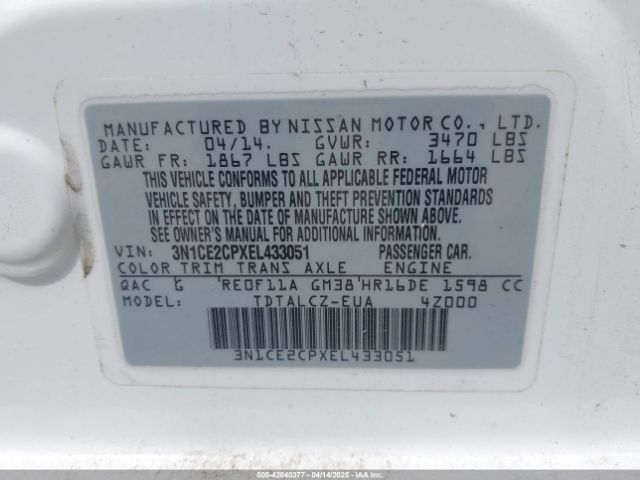 MANUFACTURED BY NISSAN MOTOR CO., LTD.
DATE: 04/14. GVWR: 3470 LBS
GAWR FR: 1867 LBS GAWR RR: 1664 LBS
THIS VEHICLE CONFORMS TO ALL APPLICABLE FEDERAL MOTOR
VEHICLE SAFETY, BUMPER AND THEFT PREVENTION STANDARDS
IN EFFECT ON THE DATE OF MANUFACTURE SHOWN ABOVE.
SEE OWNER'S MANUAL FOR ADDITIONAL INFORMATION.
VIN: 3N1CE2CPXEL433051 PASSENGER CAR.
COLOR TRIM TRANS AXLE ENGINE
QAC G 'RE0F11A GM38'HR16DE 1598 CC
MODEL: TDTALCZ-EUA 4Z000
3N1CE2CPXEL433051
000-42040377 - 04/14/2025 - © IAA, Inc.